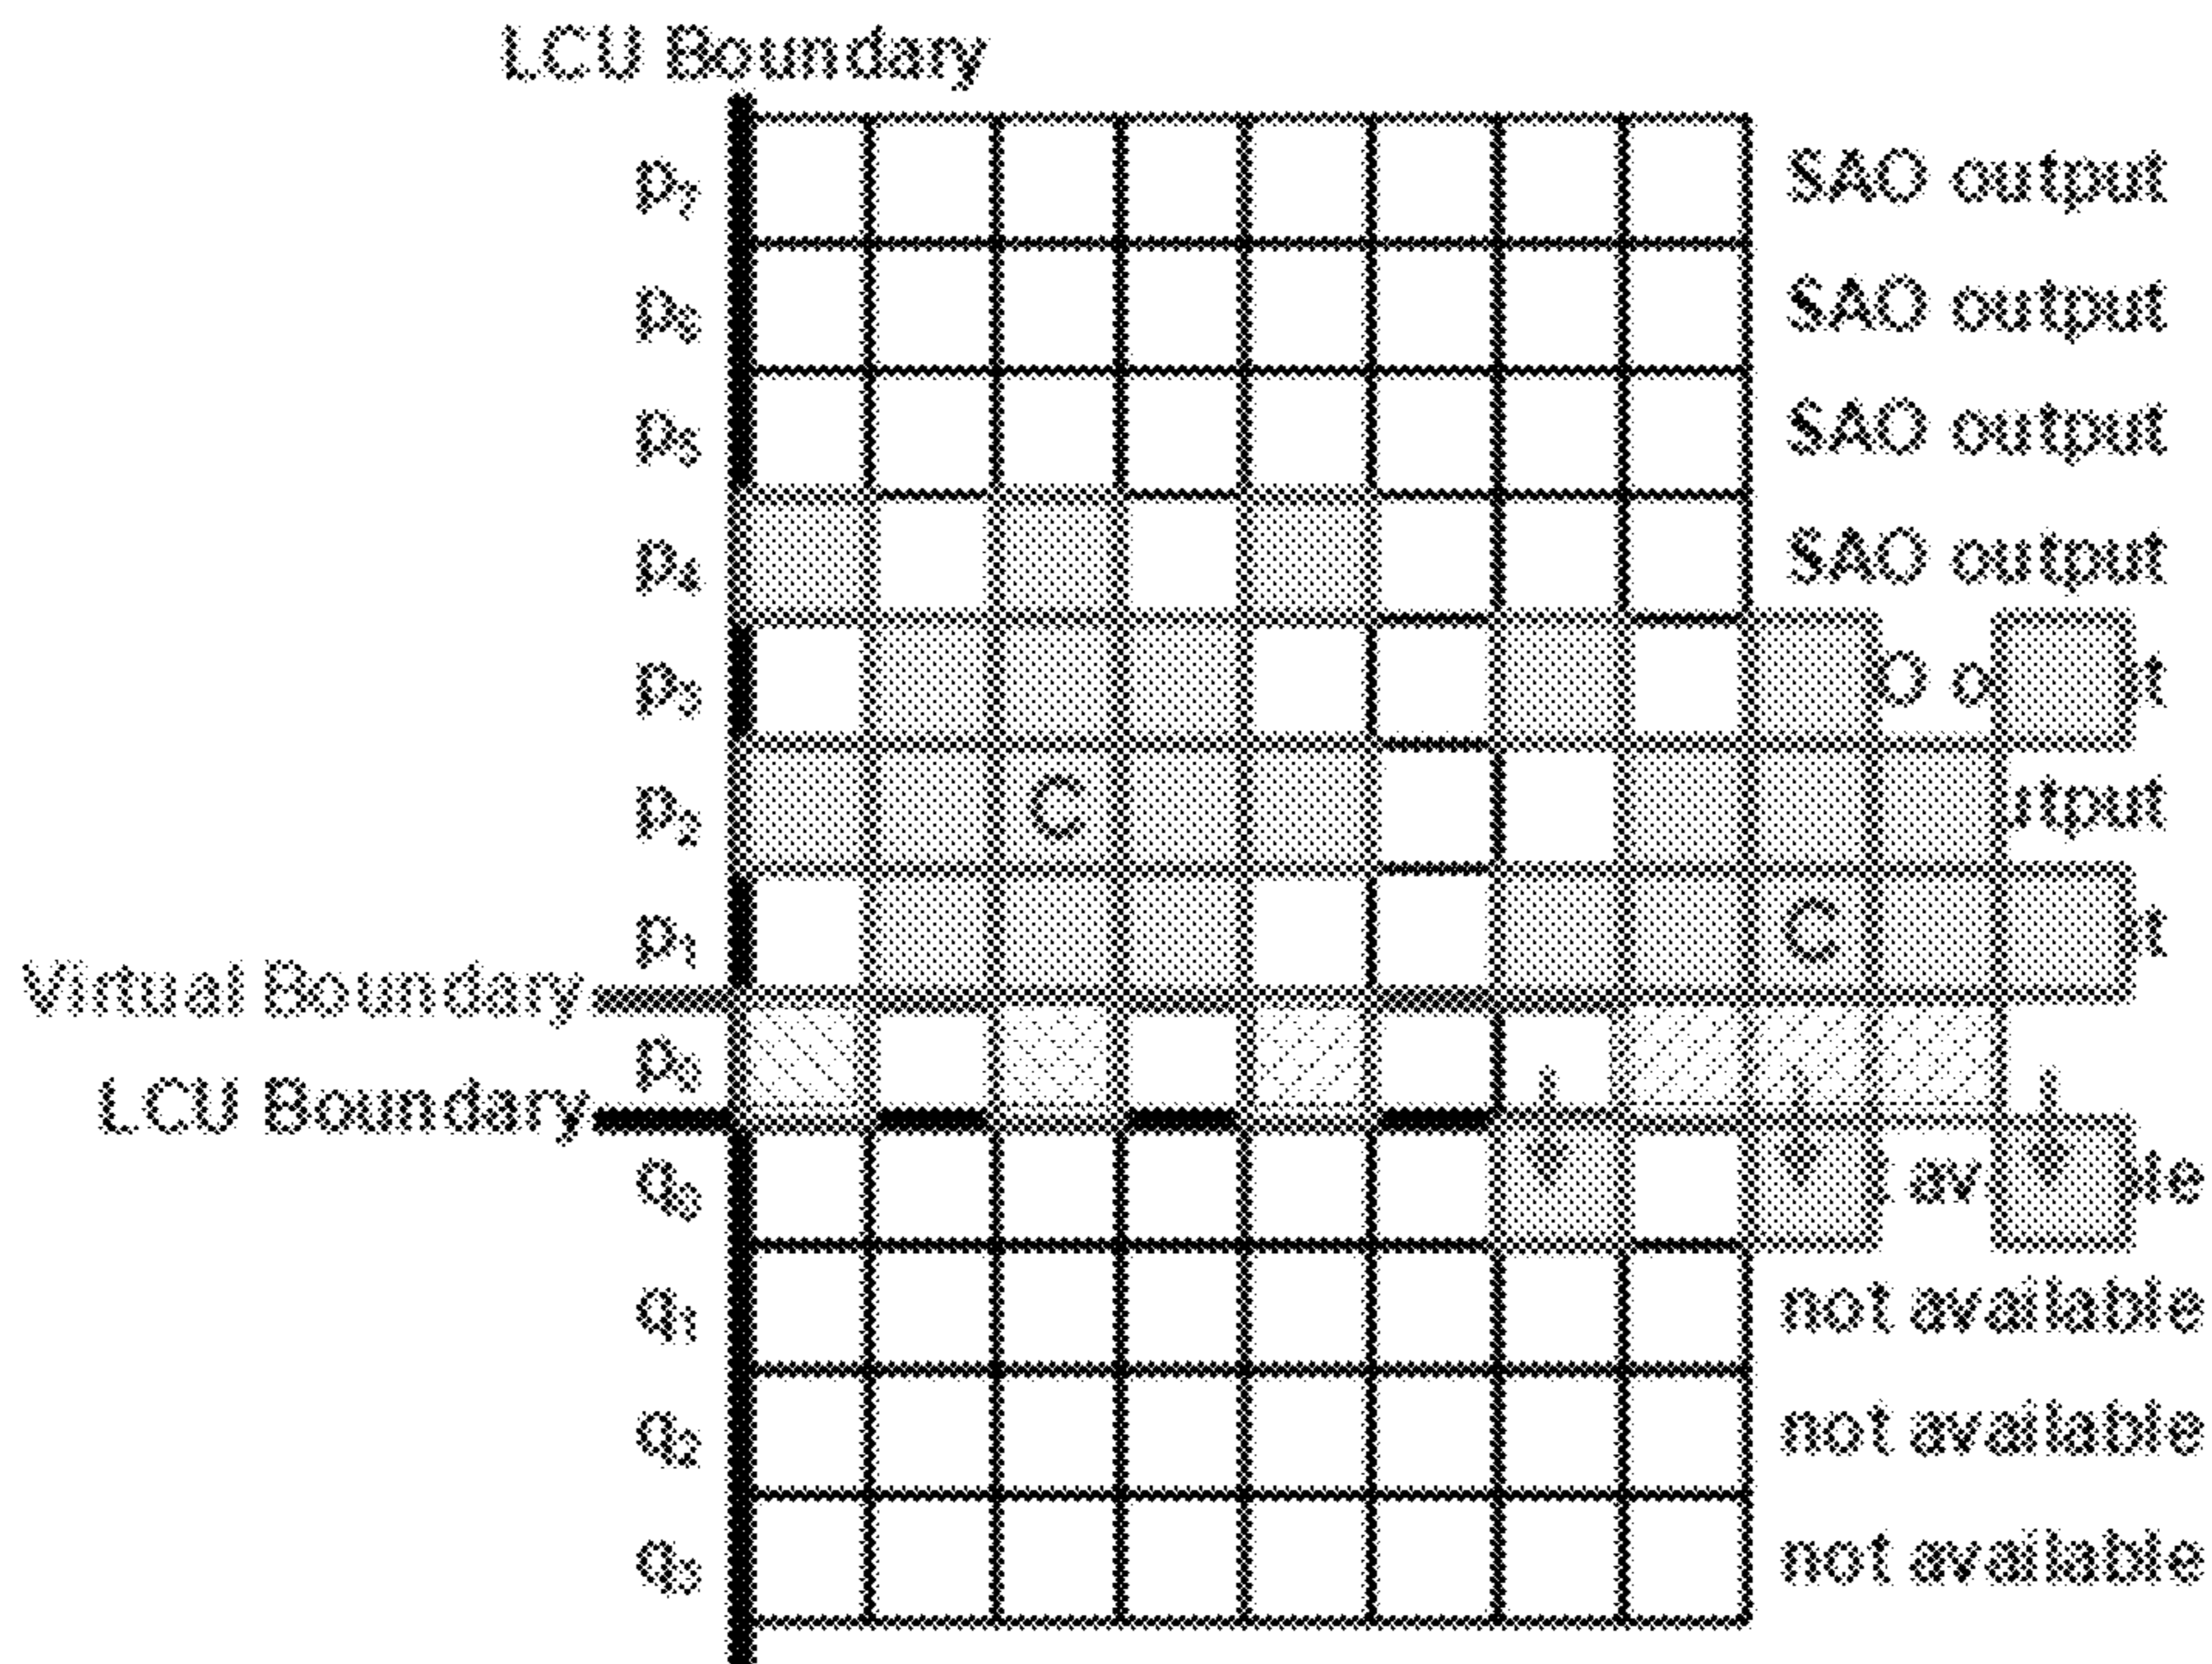 LCU Boundary
p₇ SAO output
p₆ SAO output
p₅ SAO output
p₄ SAO output
p₃
p₂ C
p₁ C
Virtual Boundary
p₀
LCU Boundary
q₀
q₁ not available
q₂ not available
q₃ not available